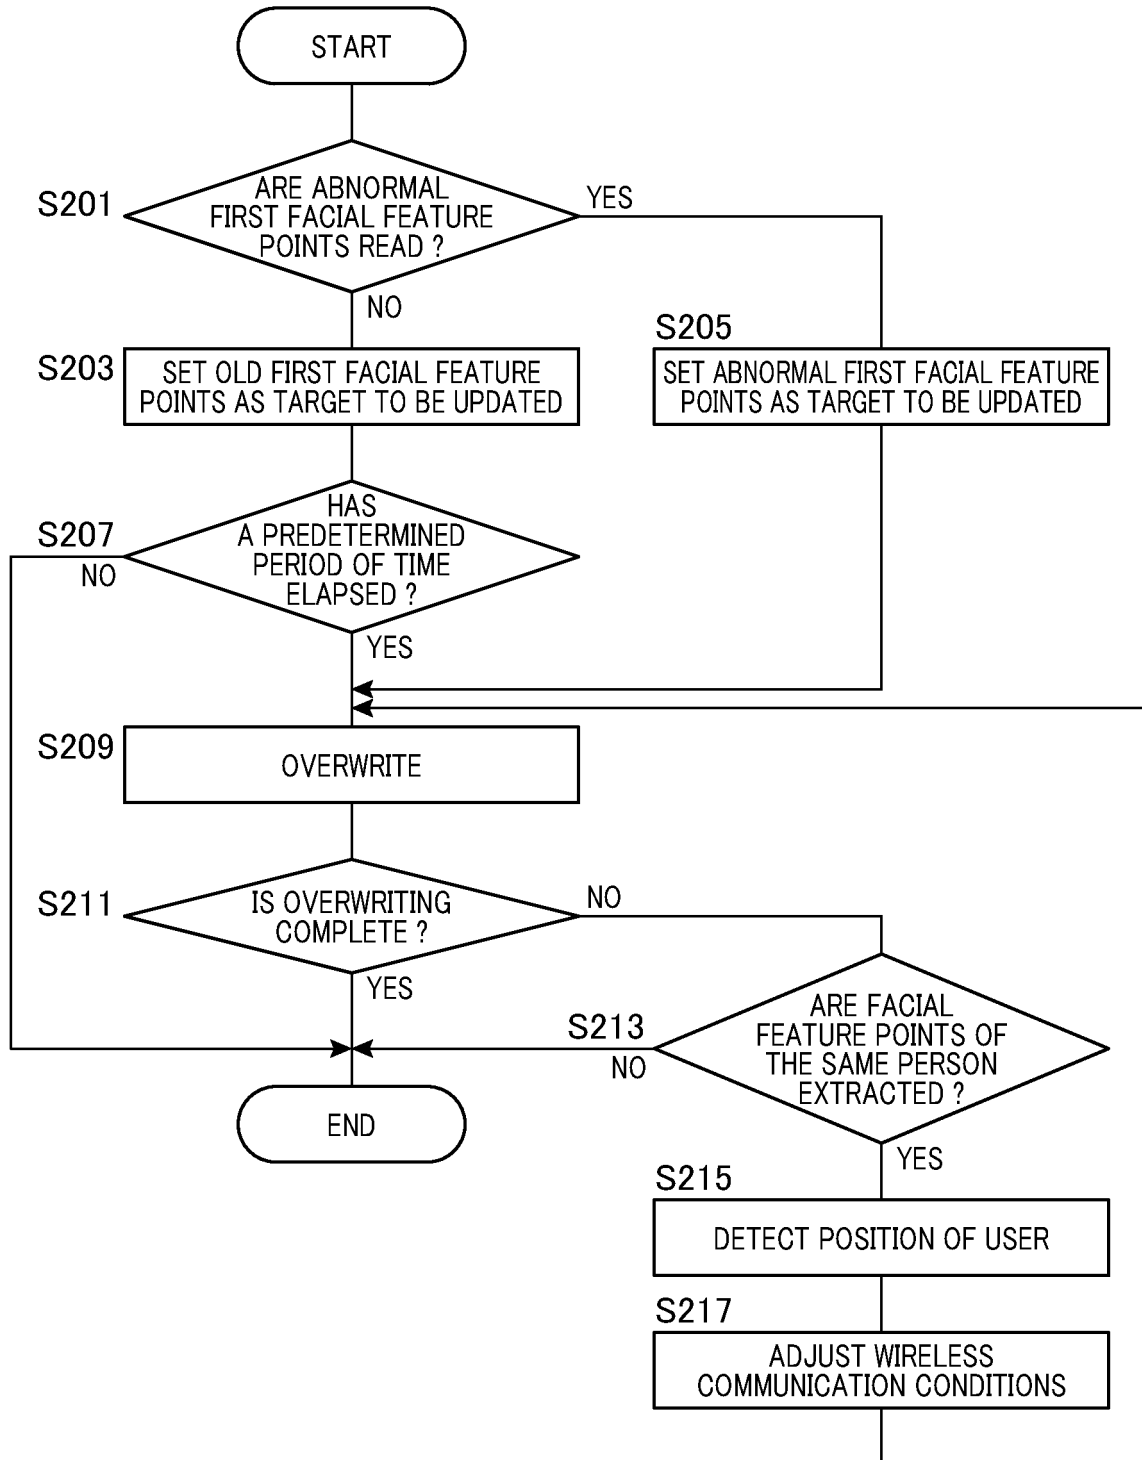 START
S201
ARE ABNORMAL
FIRST FACIAL FEATURE
POINTS READ ?
YES
NO
S203
SET OLD FIRST FACIAL FEATURE
POINTS AS TARGET TO BE UPDATED
S205
SET ABNORMAL FIRST FACIAL FEATURE
POINTS AS TARGET TO BE UPDATED
S207
HAS
A PREDETERMINED
PERIOD OF TIME
ELAPSED ?
NO
YES
S209
OVERWRITE
S211
IS OVERWRITING
COMPLETE ?
NO
YES
S213
ARE FACIAL
FEATURE POINTS OF
THE SAME PERSON
EXTRACTED ?
NO
YES
END
S215
DETECT POSITION OF USER
S217
ADJUST WIRELESS
COMMUNICATION CONDITIONS